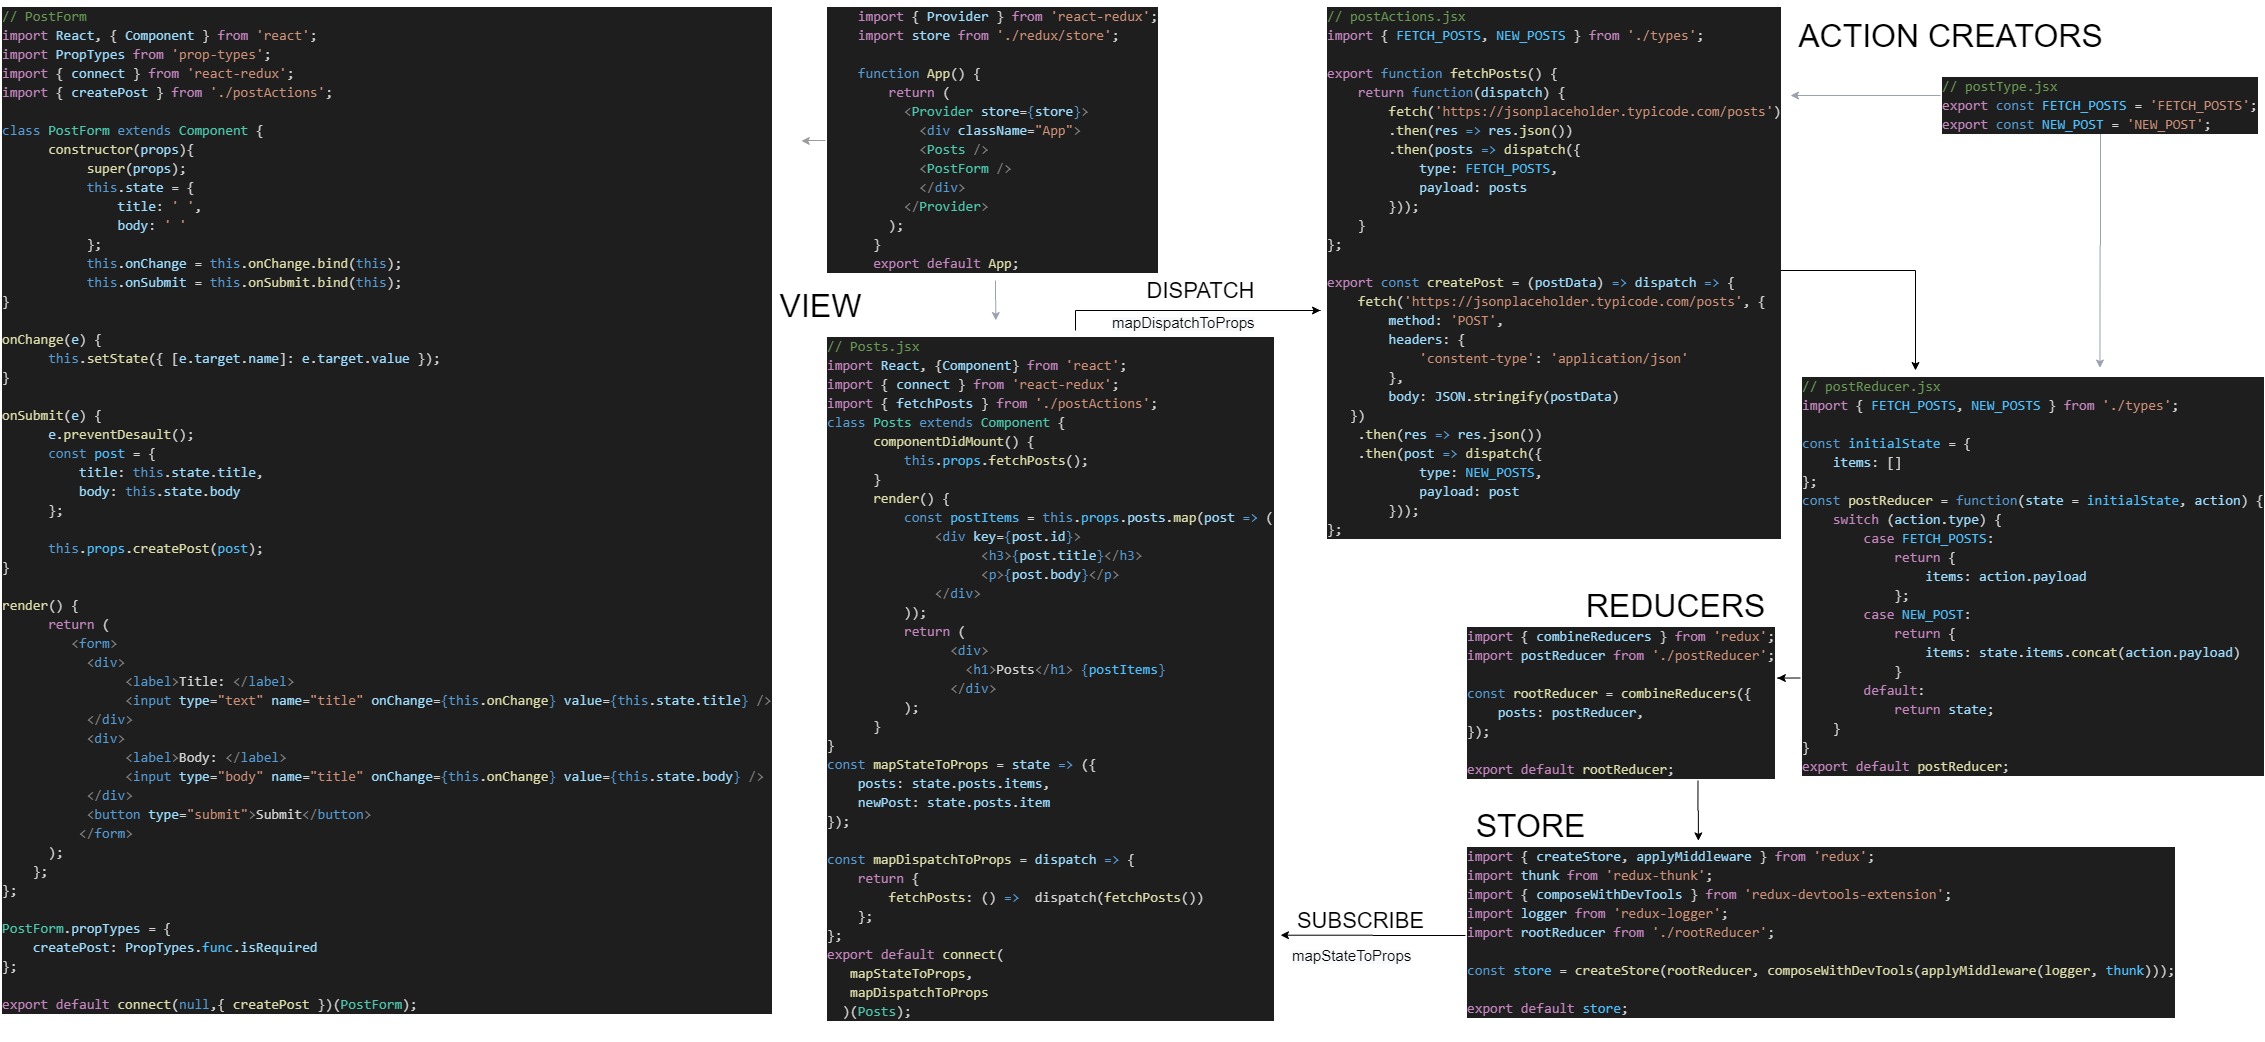 // PostForm
import React, { Component } from 'react';
import PropTypes from 'prop-types';
import { connect } from 'react-redux';
import { createPost } from './postActions';

class PostForm extends Component {
      constructor(props){
           super(props);
           this.state = {
               title: ' ',
               body: ' '
           };
           this.onChange = this.onChange.bind(this);
           this.onSubmit = this.onSubmit.bind(this);
}

onChange(e) {
      this.setState({ [e.target.name]: e.target.value });
}

onSubmit(e) {
      e.preventDesault();
      const post = {
          title: this.state.title,
          body: this.state.body
      };

      this.props.createPost(post);
}

render() {
      return (
         <form>
           <div>
                <label>Title: </label>
                <input type="text" name="title" onChange={this.onChange} value={this.state.title} />
           </div>
           <div>
                <label>Body: </label>
                <input type="body" name="title" onChange={this.onChange} value={this.state.body} />
           </div>
           <button type="submit">Submit</button>
          </form>
      );
    };
};

PostForm.propTypes = {
    createPost: PropTypes.func.isRequired
};

export default connect(null,{ createPost })(PostForm);
import { Provider } from 'react-redux';
import store from './redux/store';

function App() {
    return (
      <Provider store={store}>
        <div className="App">
        <Posts />
        <PostForm />
        </div>
      </Provider>
    );
  }
  export default App;
VIEW
DISPATCH
mapDispatchToProps
// Posts.jsx
import React, {Component} from 'react';
import { connect } from 'react-redux';
import { fetchPosts } from './postActions';
class Posts extends Component {
      componentDidMount() {
          this.props.fetchPosts();
      }
      render() {
          const postItems = this.props.posts.map(post => (
              <div key={post.id}>
                    <h3>{post.title}</h3>
                    <p>{post.body}</p>
              </div>
          ));
          return (
                <div>
                  <h1>Posts</h1> {postItems}
                </div>
          );
      }
}
const mapStateToProps = state => ({
    posts: state.posts.items,
    newPost: state.posts.item
});

const mapDispatchToProps = dispatch => {
    return {
        fetchPosts: () =>  dispatch(fetchPosts())
    };
};
export default connect(
   mapStateToProps,
   mapDispatchToProps
  )(Posts);
// postActions.jsx
import { FETCH_POSTS, NEW_POSTS } from './types';

export function fetchPosts() {
    return function(dispatch) {
        fetch('https://jsonplaceholder.typicode.com/posts')
        .then(res => res.json())
        .then(posts => dispatch({
            type: FETCH_POSTS,
            payload: posts
        }));
    }
};

export const createPost = (postData) => dispatch => {
    fetch('https://jsonplaceholder.typicode.com/posts', {
        method: 'POST',
        headers: {
            'constent-type': 'application/json'
        },
        body: JSON.stringify(postData)
   })
    .then(res => res.json())
    .then(post => dispatch({
            type: NEW_POSTS,
            payload: post
        }));
};
ACTION CREATORS
// postType.jsx
export const FETCH_POSTS = 'FETCH_POSTS';
export const NEW_POST = 'NEW_POST';
// postReducer.jsx
import { FETCH_POSTS, NEW_POSTS } from './types';

const initialState = {
    items: []
};
const postReducer = function(state = initialState, action) {
    switch (action.type) {
        case FETCH_POSTS:
            return {
                items: action.payload
            };
        case NEW_POST:
            return {
                items: state.items.concat(action.payload)
            }
        default:
            return state;
    }
}
export default postReducer;
REDUCERS
import { combineReducers } from 'redux';
import postReducer from './postReducer';

const rootReducer = combineReducers({
    posts: postReducer,
});

export default rootReducer;
STORE
import { createStore, applyMiddleware } from 'redux';
import thunk from 'redux-thunk';
import { composeWithDevTools } from 'redux-devtools-extension';
import logger from 'redux-logger';
import rootReducer from './rootReducer';

const store = createStore(rootReducer, composeWithDevTools(applyMiddleware(logger, thunk)));

export default store;
SUBSCRIBE
mapStateToProps